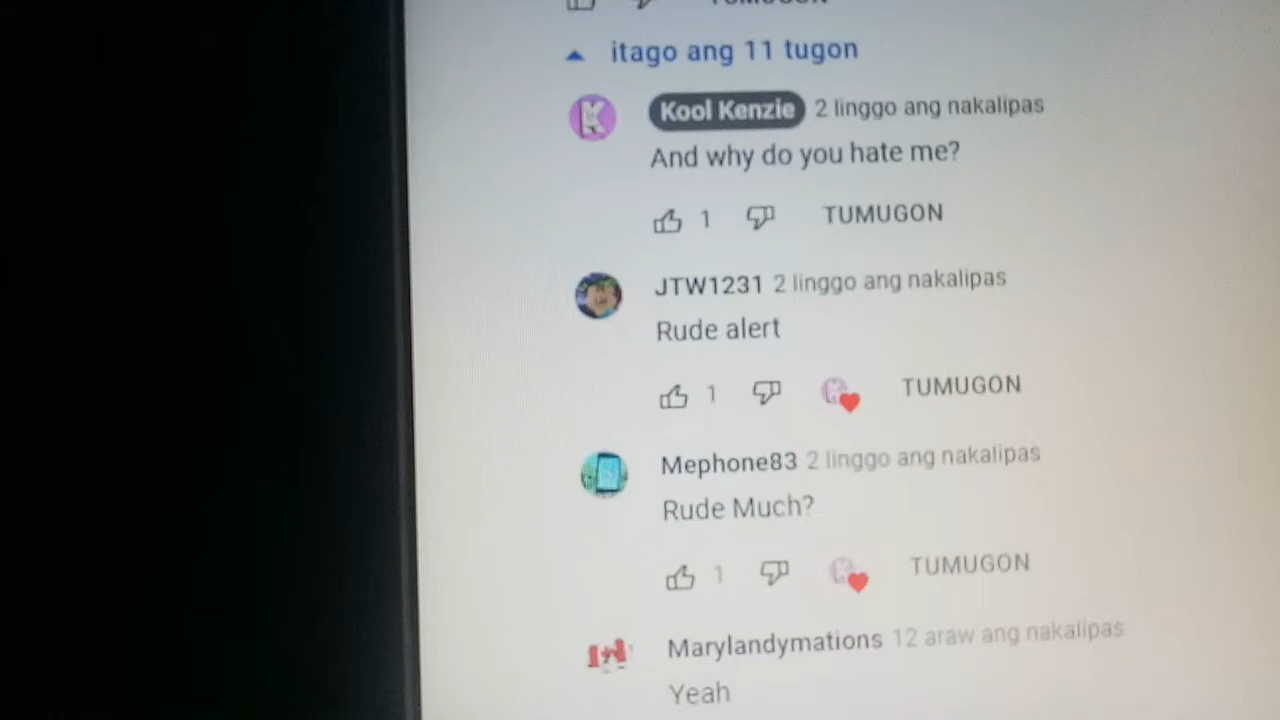 TUMUGON
itago ang 11 tugon
Kool Kenzie 2 linggo ang nakalipas
And why do you hate me?
1 TUMUGON
JTW1231 2 linggo ang nakalipas
Rude alert
1 TUMUGON
Mephone83 2 linggo ang nakalipas
Rude Much?
1 TUMUGON
Marylandymations 12 araw ang nakalipas
Yeah